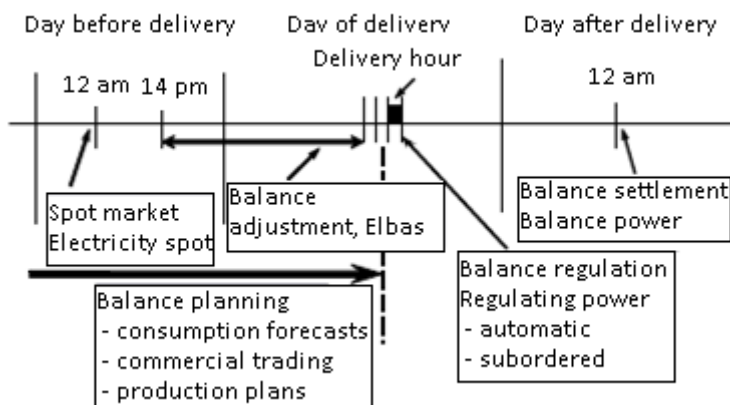 Day before delivery
Day of delivery
Day after delivery
Delivery hour
12 am
14 pm
12 am
Spot market
Electricity spot
Balance
adjustment, Elbas
Balance settlement
Balance power
Balance planning
- consumption forecasts
- commercial trading
- production plans
Balance regulation
Regulating power
- automatic
- subordered